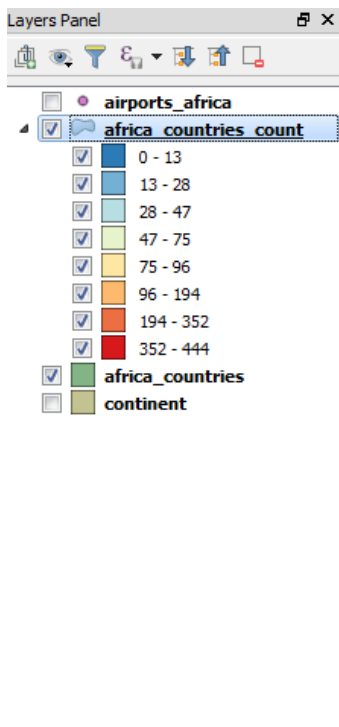 Layers Panel
airports_africa
africa_countries_count
0 - 13
13 - 28
28 - 47
47 - 75
75 - 96
96 - 194
194 - 352
352 - 444
africa_countries
continent